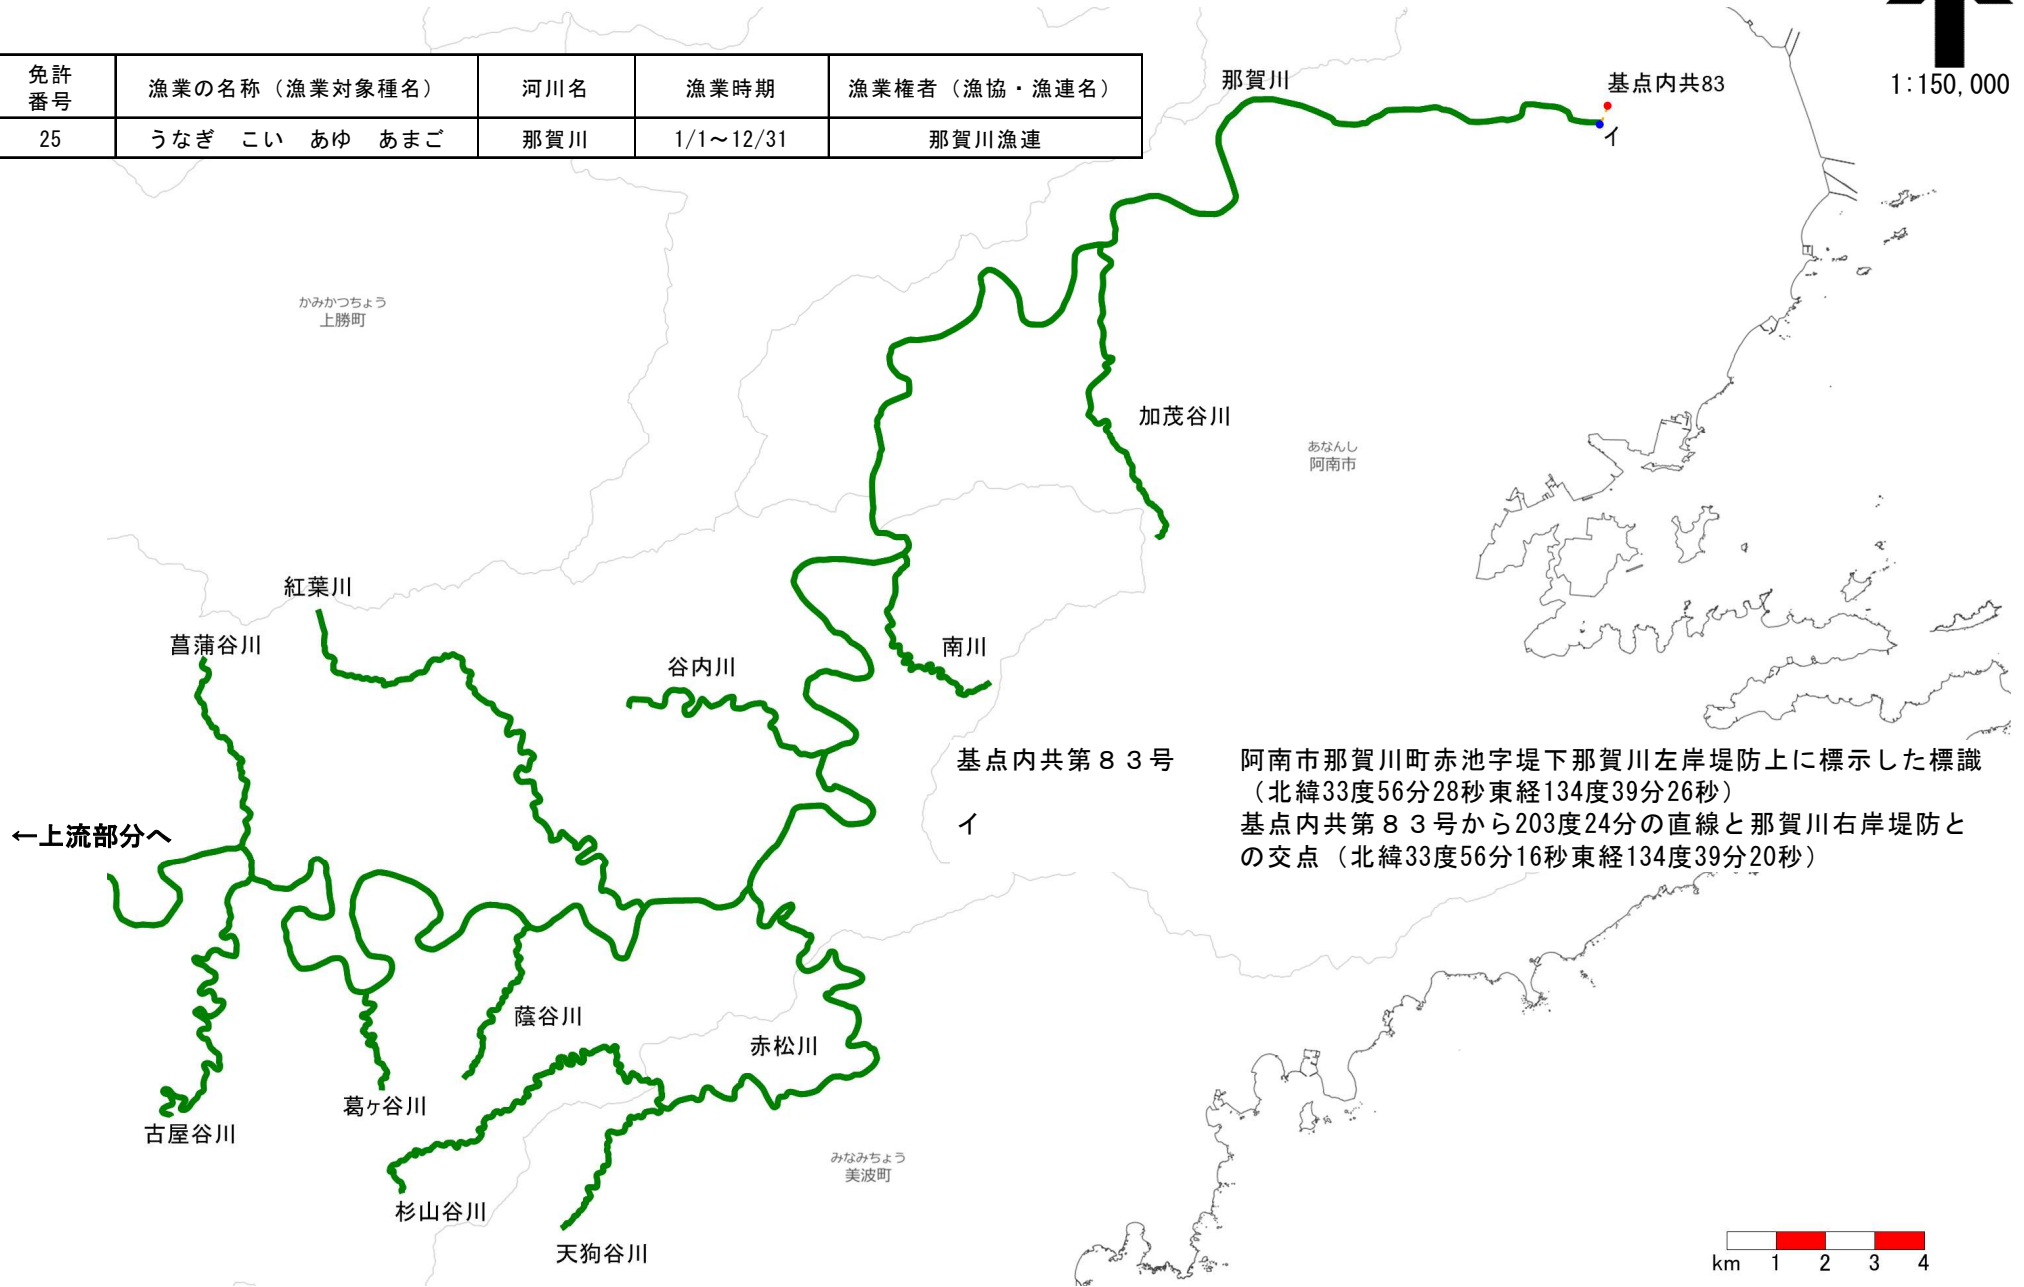 免許
番号
漁業の名称（漁業対象種名）
河川名
漁業時期
漁業権者（漁協・漁連名）
25
うなぎ　こい　あゆ　あまご
那賀川
1/1～12/31
那賀川漁連
1:150,000
那賀川
基点内共83
イ
かみかつちょう
上勝町
加茂谷川
あなんし
阿南市
紅葉川
菖蒲谷川
谷内川
南川
基点内共第８３号
阿南市那賀川町赤池字堤下那賀川左岸堤防上に標示した標識
（北緯33度56分28秒東経134度39分26秒）
イ
基点内共第８３号から203度24分の直線と那賀川右岸堤防と
の交点（北緯33度56分16秒東経134度39分20秒）
←上流部分へ
蔭谷川
赤松川
葛ヶ谷川
古屋谷川
みなみちょう
美波町
杉山谷川
天狗谷川
km 1 2 3 4